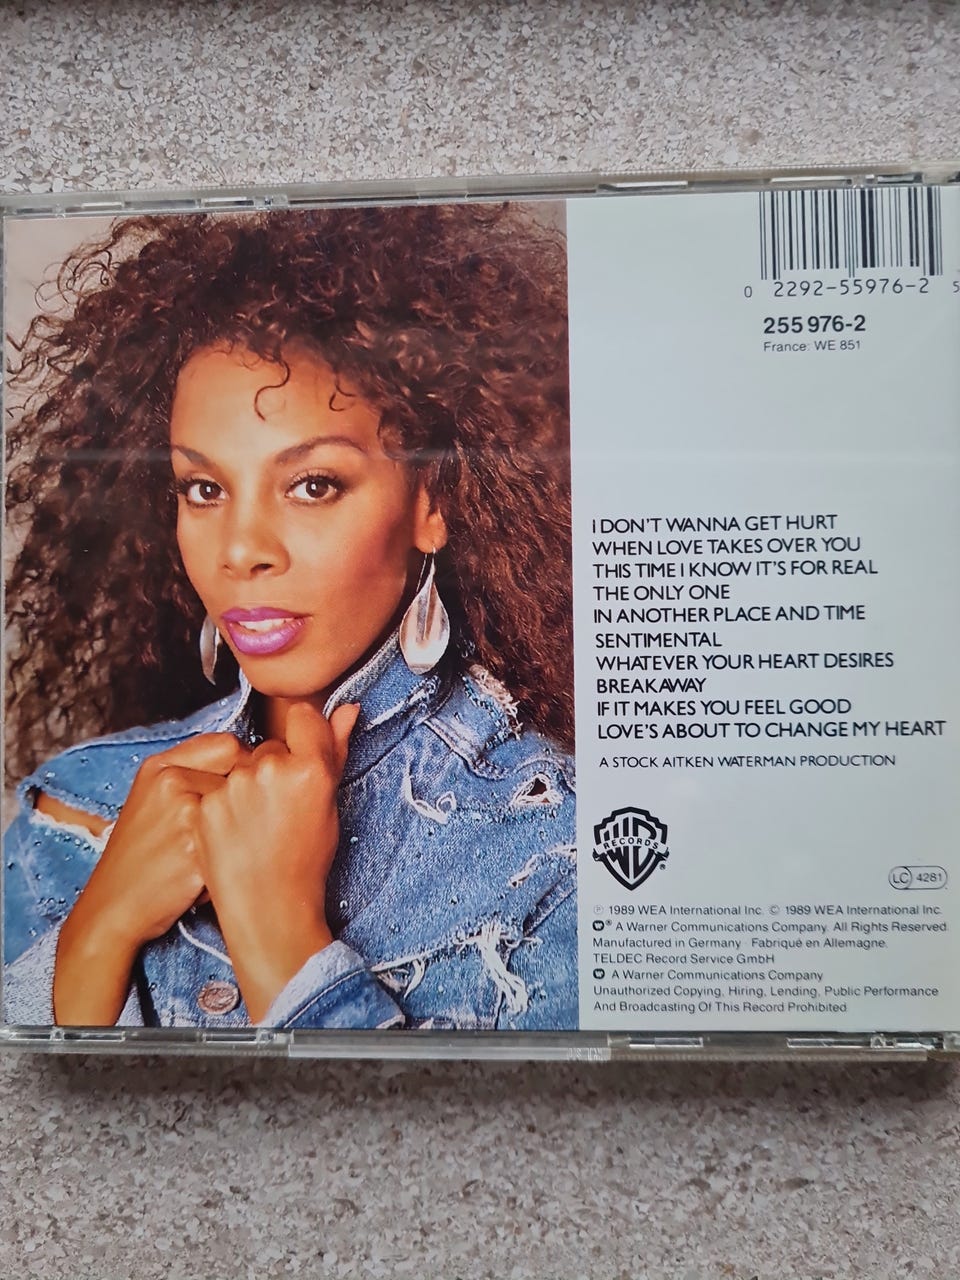 0 2292-55976-2 5
255 976-2
France: WE 851
I DON'T WANNA GET HURT
WHEN LOVE TAKES OVER YOU
THIS TIME I KNOW IT'S FOR REAL
THE ONLY ONE
IN ANOTHER PLACE AND TIME
SENTIMENTAL
WHATEVER YOUR HEART DESIRES
BREAKAWAY
IF IT MAKES YOU FEEL GOOD
LOVE'S ABOUT TO CHANGE MY HEART
A STOCK AITKEN WATERMAN PRODUCTION
WB
RECORDS
®
LC 4281
℗ 1989 WEA International Inc. © 1989 WEA International Inc.
® A Warner Communications Company. All Rights Reserved.
Manufactured in Germany · Fabriqué en Allemagne.
TELDEC Record Service GmbH
A Warner Communications Company
Unauthorized Copying, Hiring, Lending, Public Performance
And Broadcasting Of This Record Prohibited